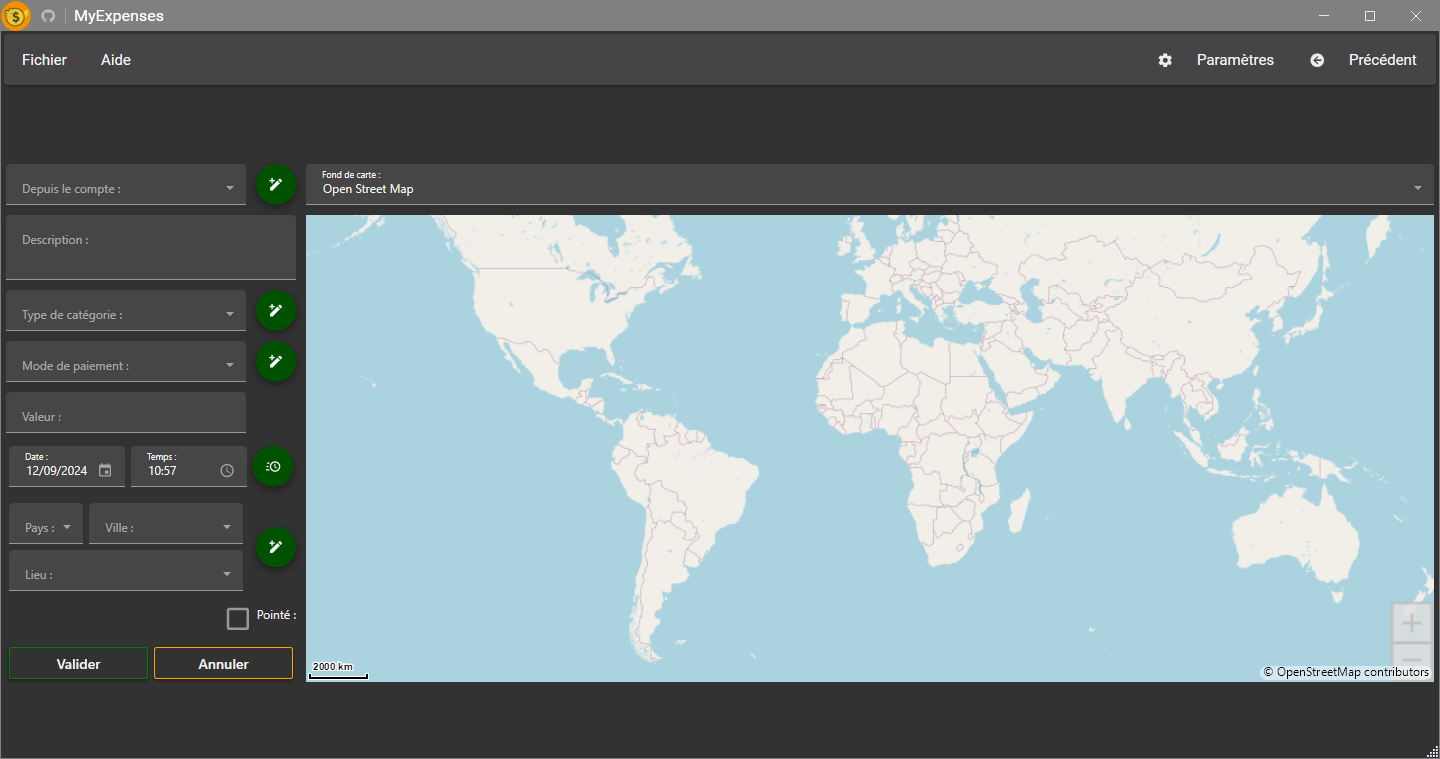 MyExpenses
Fichier Aide Paramètres Précédent
Depuis le compte :
Fond de carte :
Open Street Map
Description :
Type de catégorie :
Mode de paiement :
Valeur :
Date :
12/09/2024
Temps :
10:57
Pays : Ville :
Lieu :
Pointé :
Valider Annuler
2000 km
© OpenStreetMap contributors